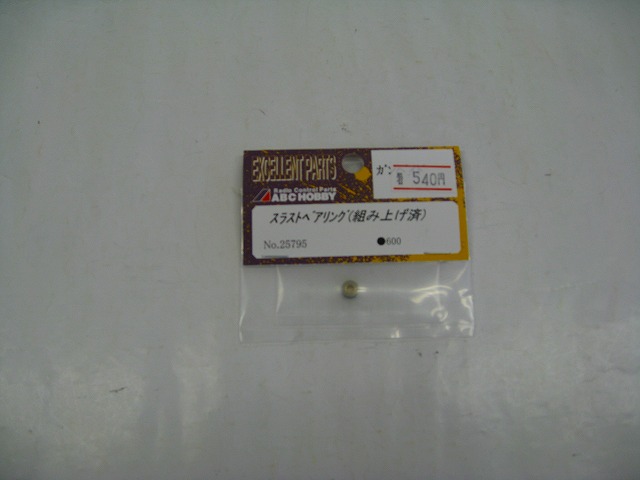 EXCELLENT PARTS
Radio Control Parts
ABC HOBBY
540円
スラストベアリング(組み上げ済)
No.25795 ●600